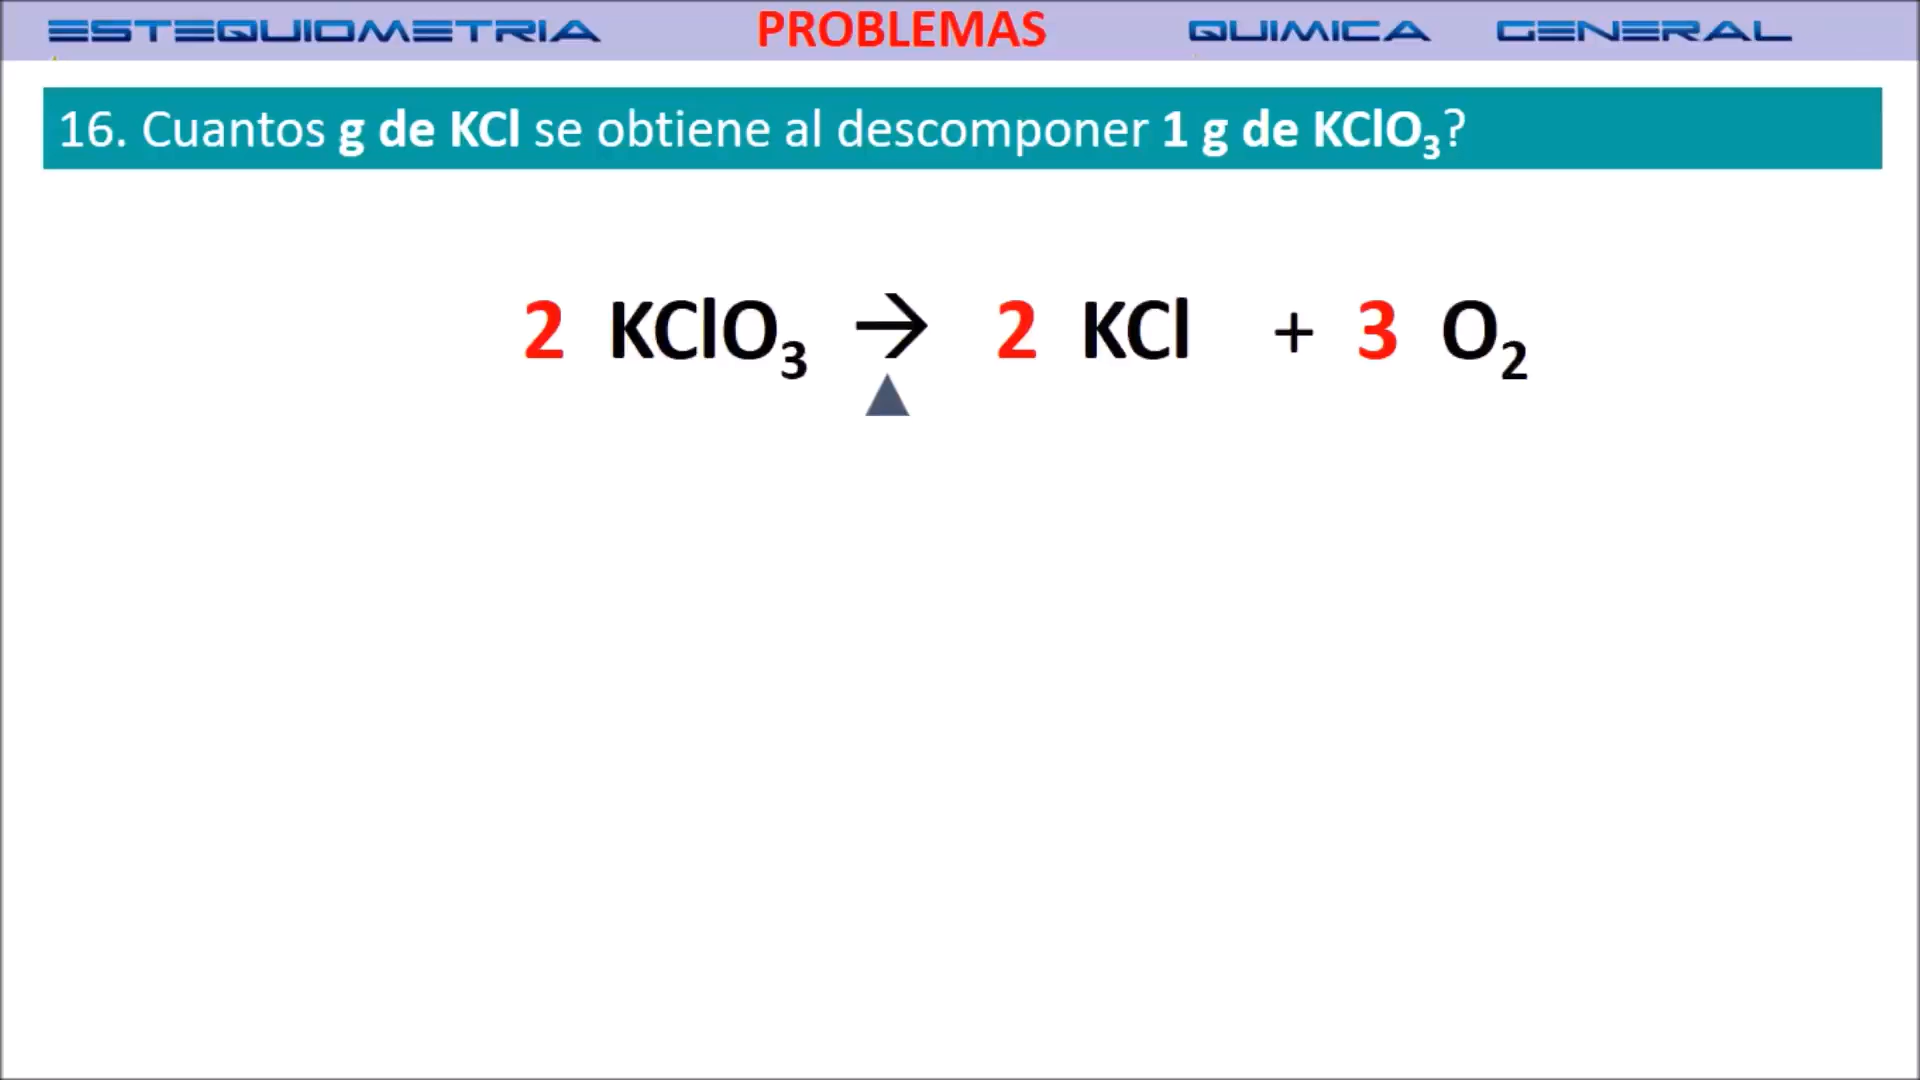 ESTEQUIOMETRIA PROBLEMAS QUIMICA GENERAL
16. Cuantos g de KCl se obtiene al descomponer 1 g de KClO₃?
2 KClO₃ → 2 KCl + 3 O₂